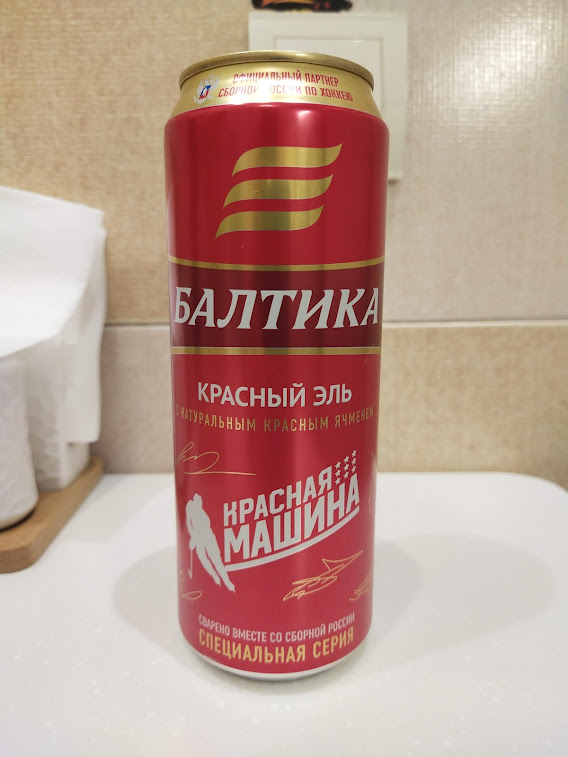 ОФИЦИАЛЬНЫЙ ПАРТНЕР
СБОРНОЙ РОССИИ ПО ХОККЕЮ
БАЛТИКА
КРАСНЫЙ ЭЛЬ
С НАТУРАЛЬНЫМ КРАСНЫМ ЯЧМЕНЕМ
КРАСНАЯ
МАШИНА
СВАРЕНО ВМЕСТЕ СО СБОРНОЙ РОССИИ
СПЕЦИАЛЬНАЯ СЕРИЯ